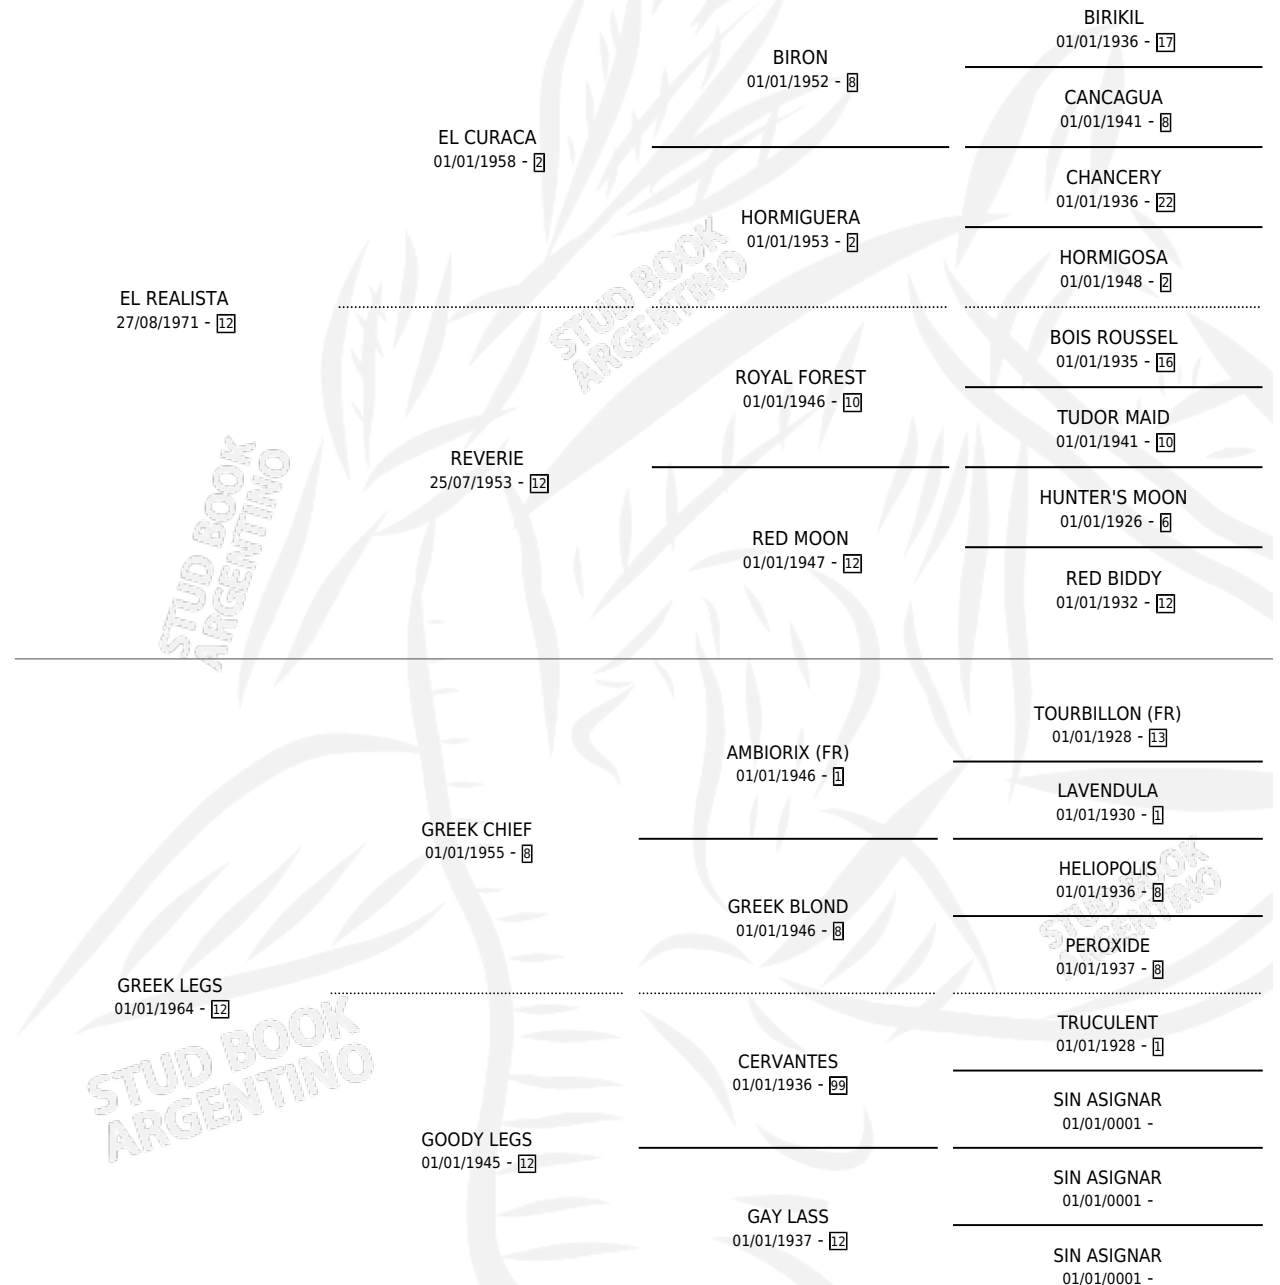 BIRIKIL
01/01/1936 - 17
BIRON
01/01/1952 - 8
CANCAGUA
01/01/1941 - 8
EL CURACA
01/01/1958 - 2
CHANCERY
01/01/1936 - 22
HORMIGUERA
01/01/1953 - 2
HORMIGOSA
01/01/1948 - 2
EL REALISTA
27/08/1971 - 12
BOIS ROUSSEL
01/01/1935 - 16
ROYAL FOREST
01/01/1946 - 10
TUDOR MAID
01/01/1941 - 10
REVERIE
25/07/1953 - 12
HUNTER'S MOON
01/01/1926 - 6
RED MOON
01/01/1947 - 12
RED BIDDY
01/01/1932 - 12
TOURBILLON (FR)
01/01/1928 - 13
AMBIORIX (FR)
01/01/1946 - 1
LAVENDULA
01/01/1930 - 1
GREEK CHIEF
01/01/1955 - 8
HELIOPOLIS
01/01/1936 - 8
GREEK BLOND
01/01/1946 - 8
PEROXIDE
01/01/1937 - 8
GREEK LEGS
01/01/1964 - 12
TRUCULENT
01/01/1928 - 1
CERVANTES
01/01/1936 - 99
SIN ASIGNAR
01/01/0001 -
GOODY LEGS
01/01/1945 - 12
SIN ASIGNAR
01/01/0001 -
GAY LASS
01/01/1937 - 12
SIN ASIGNAR
01/01/0001 -
STUD BOOK
ARGENTINO
STUD BOOK
ARGENTINO
STUD BOOK
ARGENTINO
STUD BOOK
ARGENTINO